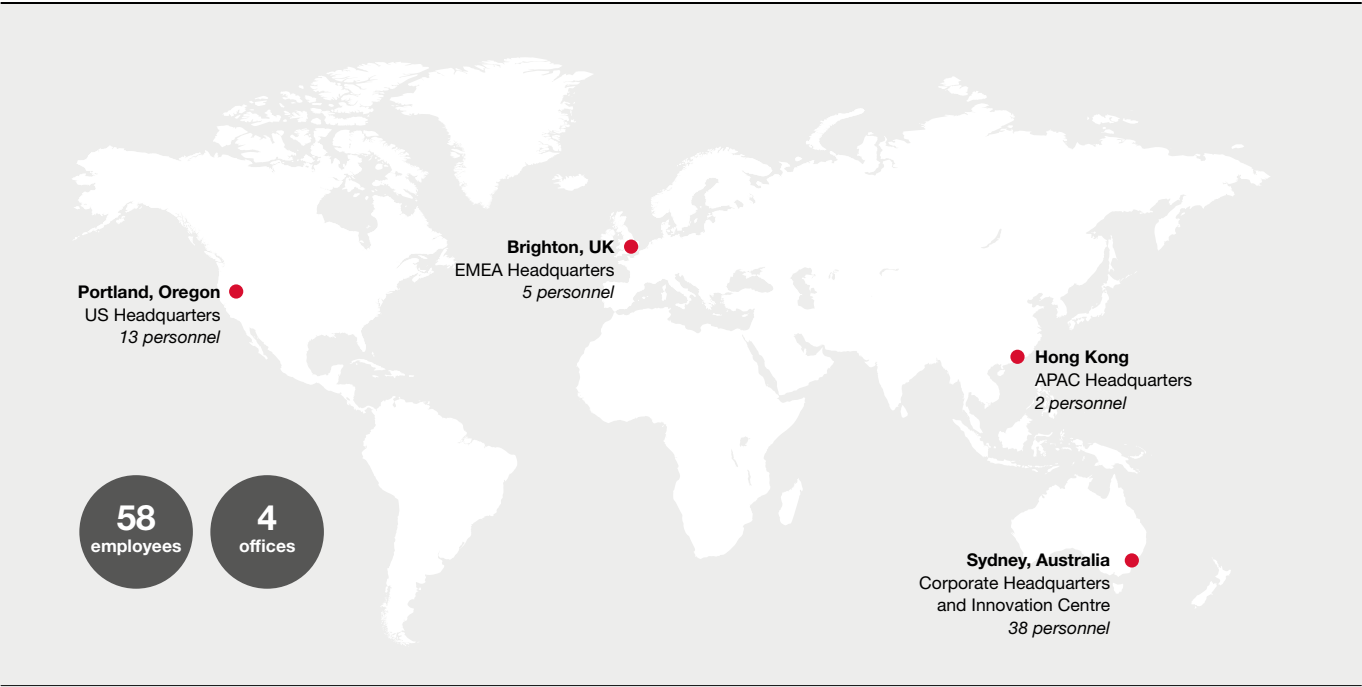 Brighton, UK
EMEA Headquarters
5 personnel
Portland, Oregon
US Headquarters
13 personnel
Hong Kong
APAC Headquarters
2 personnel
58
employees
4
offices
Sydney, Australia
Corporate Headquarters
and Innovation Centre
38 personnel